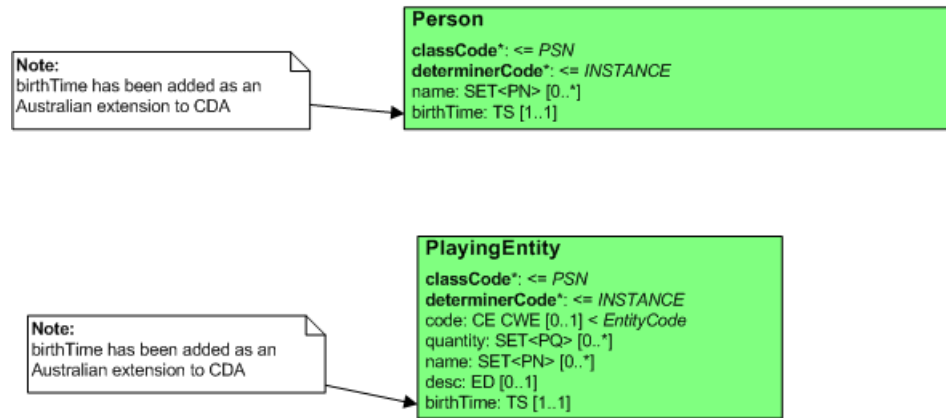 Person
classCode*: <= PSN
determinerCode*: <= INSTANCE
name: SET<PN> [0..*]
birthTime: TS [1..1]
Note:
birthTime has been added as an
Australian extension to CDA
PlayingEntity
classCode*: <= PSN
determinerCode*: <= INSTANCE
code: CE CWE [0..1] < EntityCode
quantity: SET<PQ> [0..*]
name: SET<PN> [0..*]
desc: ED [0..1]
birthTime: TS [1..1]
Note:
birthTime has been added as an
Australian extension to CDA